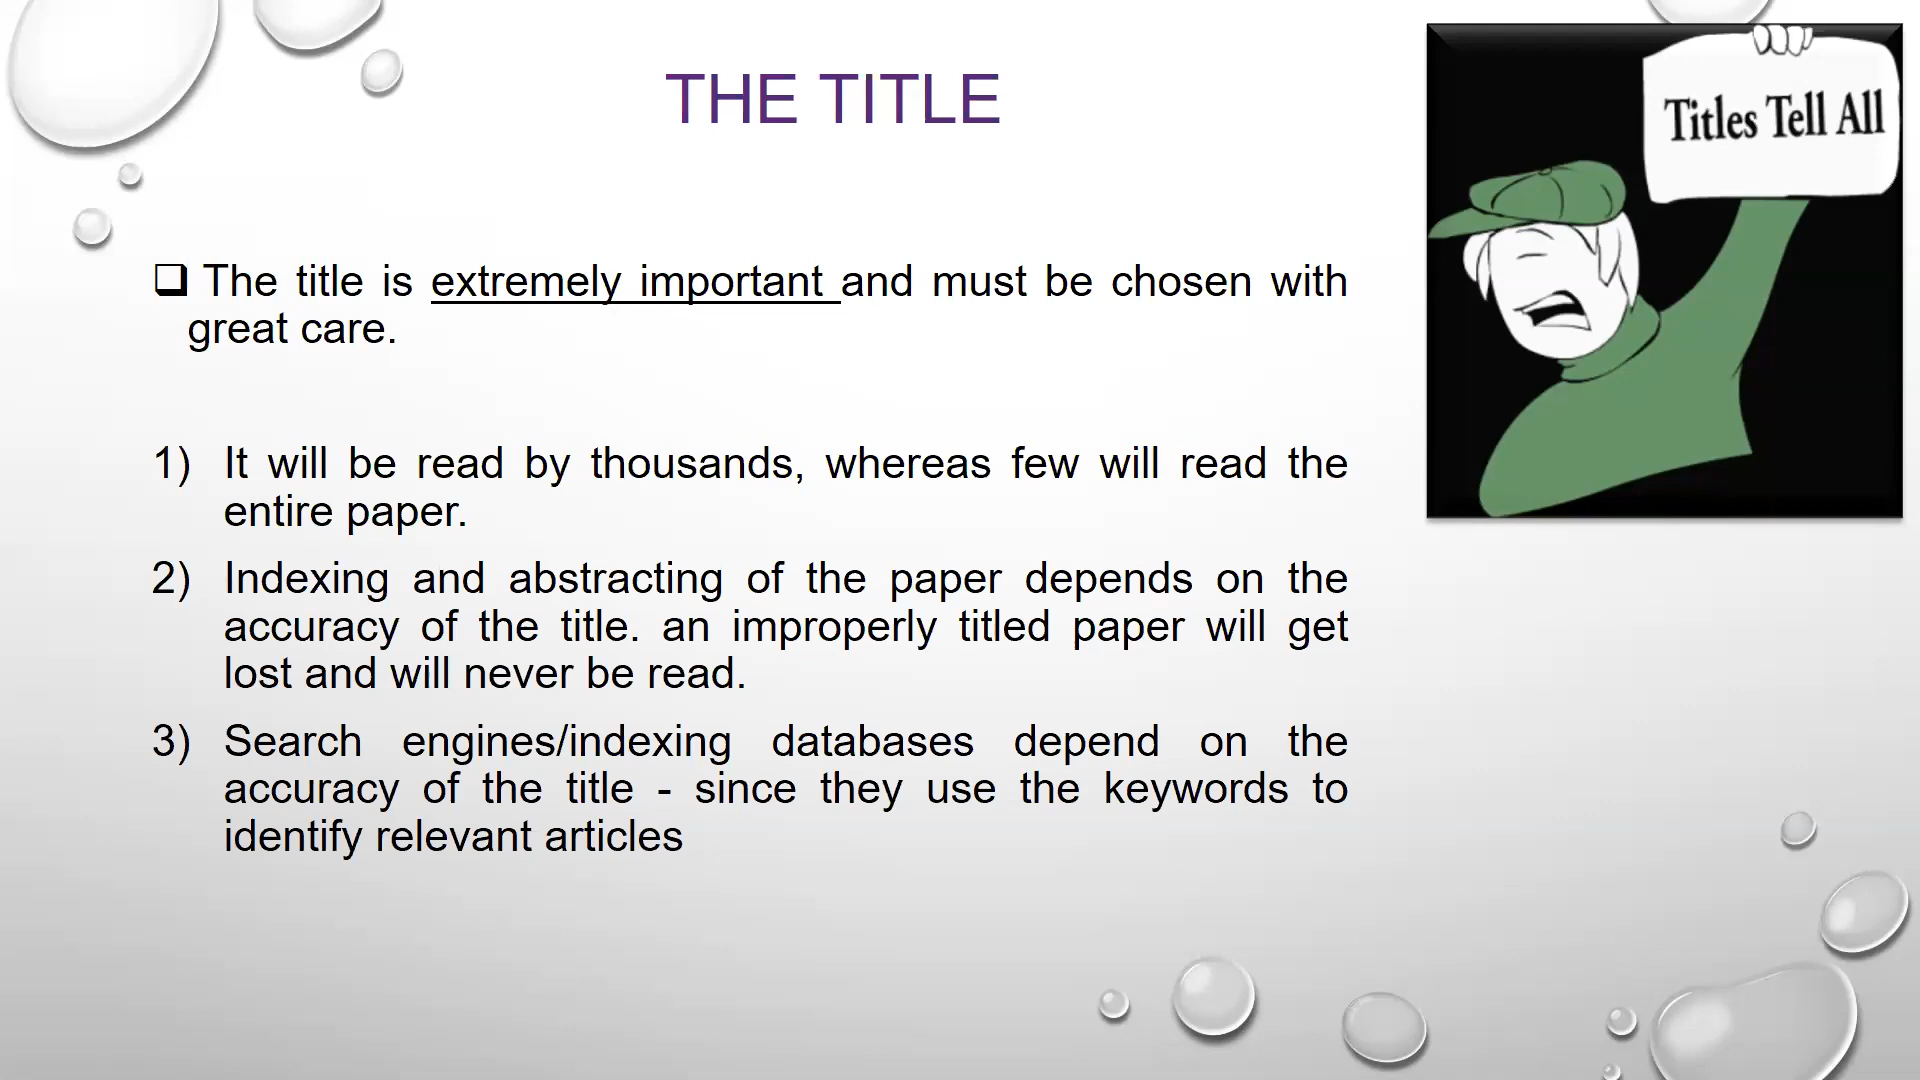 THE TITLE
Titles Tell All
❑ The title is extremely important and must be chosen with
great care.
1) It will be read by thousands, whereas few will read the
entire paper.
2) Indexing and abstracting of the paper depends on the
accuracy of the title. an improperly titled paper will get
lost and will never be read.
3) Search engines/indexing databases depend on the
accuracy of the title - since they use the keywords to
identify relevant articles